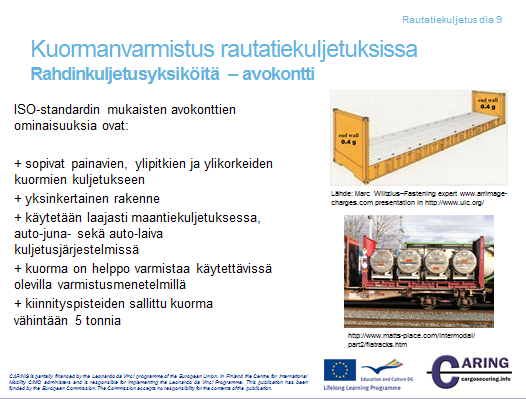 Rautatiekuljetus dia 9
Kuormanvarmistus rautatiekuljetuksissa
Rahdinkuljetusyksiköitä – avokontti
ISO-standardin mukaisten avokonttien
ominaisuuksia ovat:
+ sopivat painavien, ylipitkien ja ylikorkeiden
kuormien kuljetukseen
+ yksinkertainen rakenne
+ käytetään laajasti maantiekuljetuksessa,
auto-juna- sekä auto-laiva
kuljetusjärjestelmissä
+ kuorma on helppo varmistaa käytettävissä
olevilla varmistusmenetelmillä
+ kiinnityspisteiden sallittu kuorma
vähintään 5 tonnia
end wall
0.4 g
end wall
0.4 g
Lähde: Marc Wiltzius–Fastening expert www.arrimage-
charges.com presentation in http://www.uic.org/
http://www.matts-place.com/intermodal/
part2/flatracks.htm
CARING is partially financed by the Leonardo da Vinci programme of the European Union. In Finland the Centre for International
Mobility CIMO administers and is responsible for implementing the Leonardo da Vinci Programme. This publication has been
funded by the European Commission. The Commission accepts no responsibility for the contents of the publication.
Education and Culture DG
Lifelong Learning Programme
CARING
cargosecuring.info